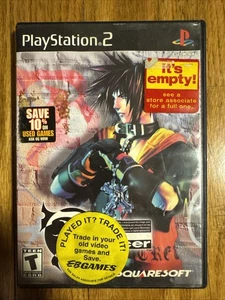 PlayStation®2
It's
empty!
see a
store associate
for a full one.
SAVE
10%
ON
USED GAMES
ASK US HOW
PLAYED IT? TRADE IT!
Trade in your
old video
games and
Save.
EBGAMES
TEEN
T
SQUARESOFT